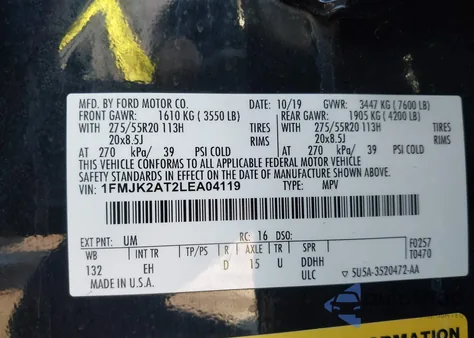 MFD. BY FORD MOTOR CO. 10/19 GVWR: 3447 KG ( 7600 LB)
FRONT GAWR: 1610 KG ( 3550 LB) REAR GAWR: 1905 KG ( 4200 LB)
WITH 275/55R20 113H TIRES WITH 275/55R20 113H TIRES
20x8.5J RIMS 20x8.5J
AT 270 kPa/ 39 PSI COLD AT 270 kPa/ 39 PSI COLD
THIS VEHICLE CONFORMS TO ALL APPLICABLE FEDERAL MOTOR VEHICLE
SAFETY STANDARDS IN EFFECT ON THE DATE OF MANUFACTURE SHOWN ABOVE.
VIN: 1FMJK2AT2LEA04119 TYPE: MPV
EXT PNT: UM RC: 16 DSO: F0257
WB INT TR TP/PS R AXLE TR SPR T0470
132 EH D 15 U DDHH
MADE IN U.S.A. ULC 5U5A-3520472-AA
INFORMATION